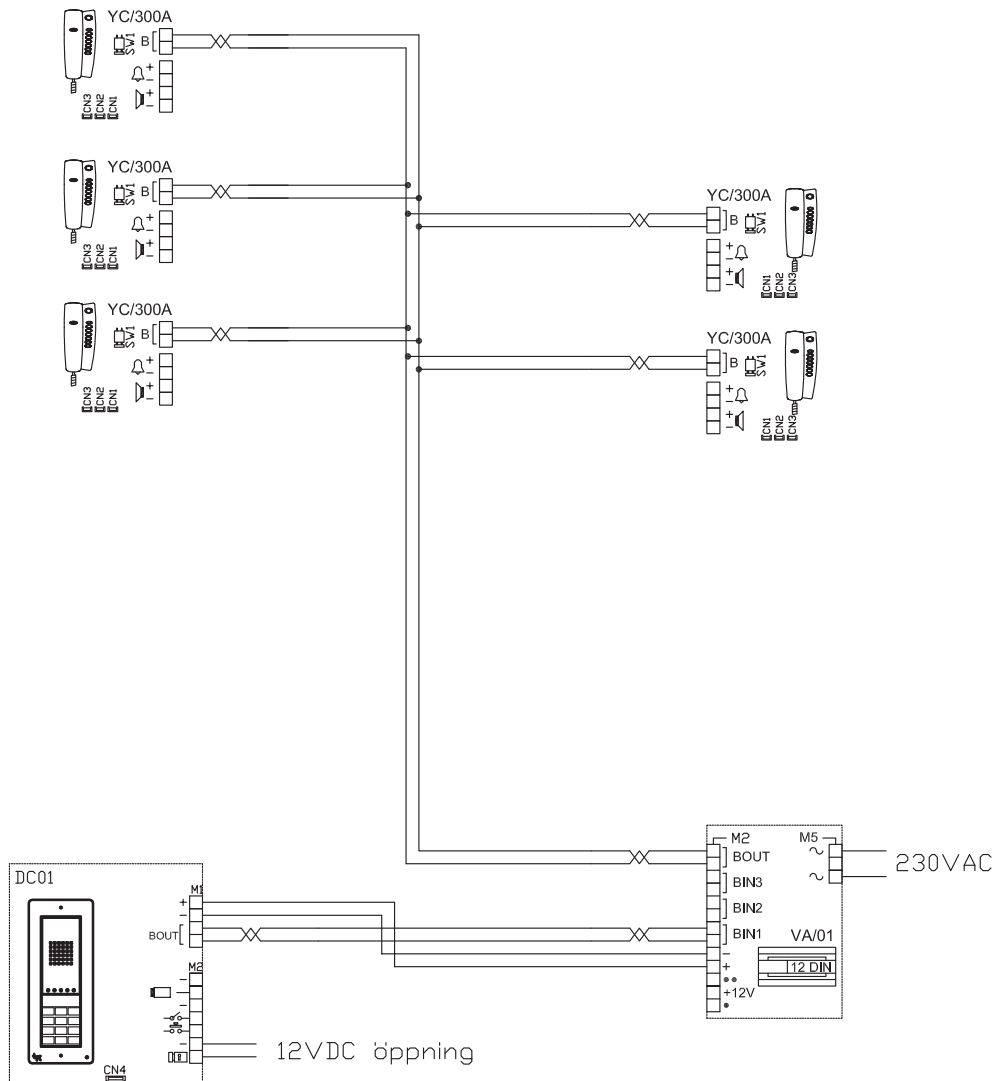 YC/300A
SW1
B
+
−
+
−
CN3 CN2 CN1
YC/300A
SW1
B
+
−
+
−
CN3 CN2 CN1
YC/300A
B
SW1
+
−
+
−
CN1 CN2 CN3
YC/300A
SW1
B
+
−
+
−
CN3 CN2 CN1
YC/300A
B
SW1
+
−
+
−
CN1 CN2 CN3
M2 M5
BOUT ~
230VAC
BIN3 ~
BIN2
BIN1 VA/01
−
+ 12 DIN
+12V
DC01
M1
+
−
BOUT
M2
−
−
−
12VDC öppning
CN4